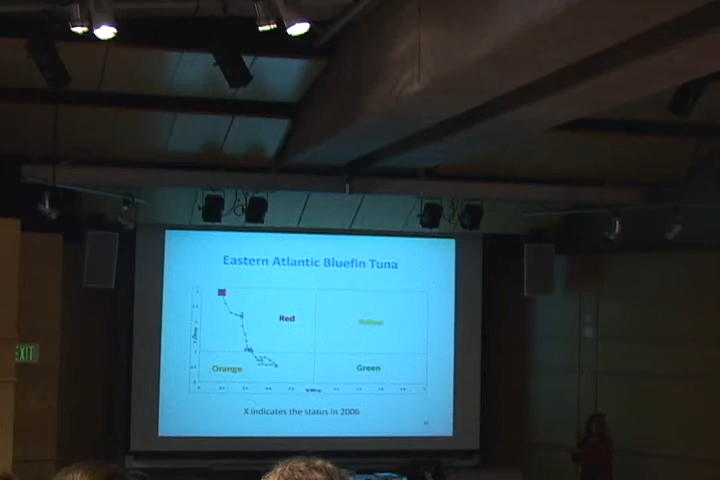 Eastern Atlantic Bluefin Tuna
Red
Yellow
EXIT
Orange
Green
X indicates the status in 2006